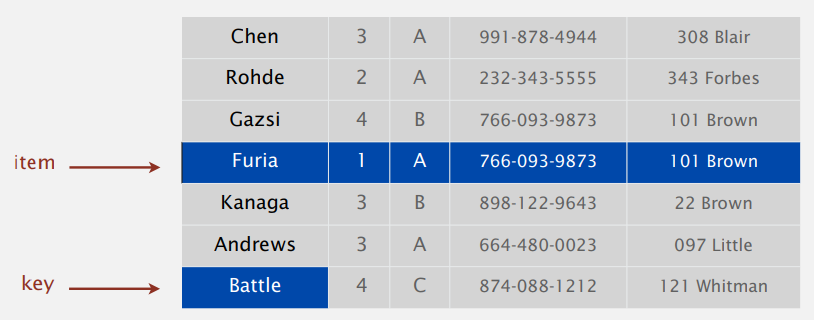 Chen 3 A 991-878-4944 308 Blair
Rohde 2 A 232-343-5555 343 Forbes
Gazsi 4 B 766-093-9873 101 Brown
item Furia 1 A 766-093-9873 101 Brown
Kanaga 3 B 898-122-9643 22 Brown
Andrews 3 A 664-480-0023 097 Little
key Battle 4 C 874-088-1212 121 Whitman